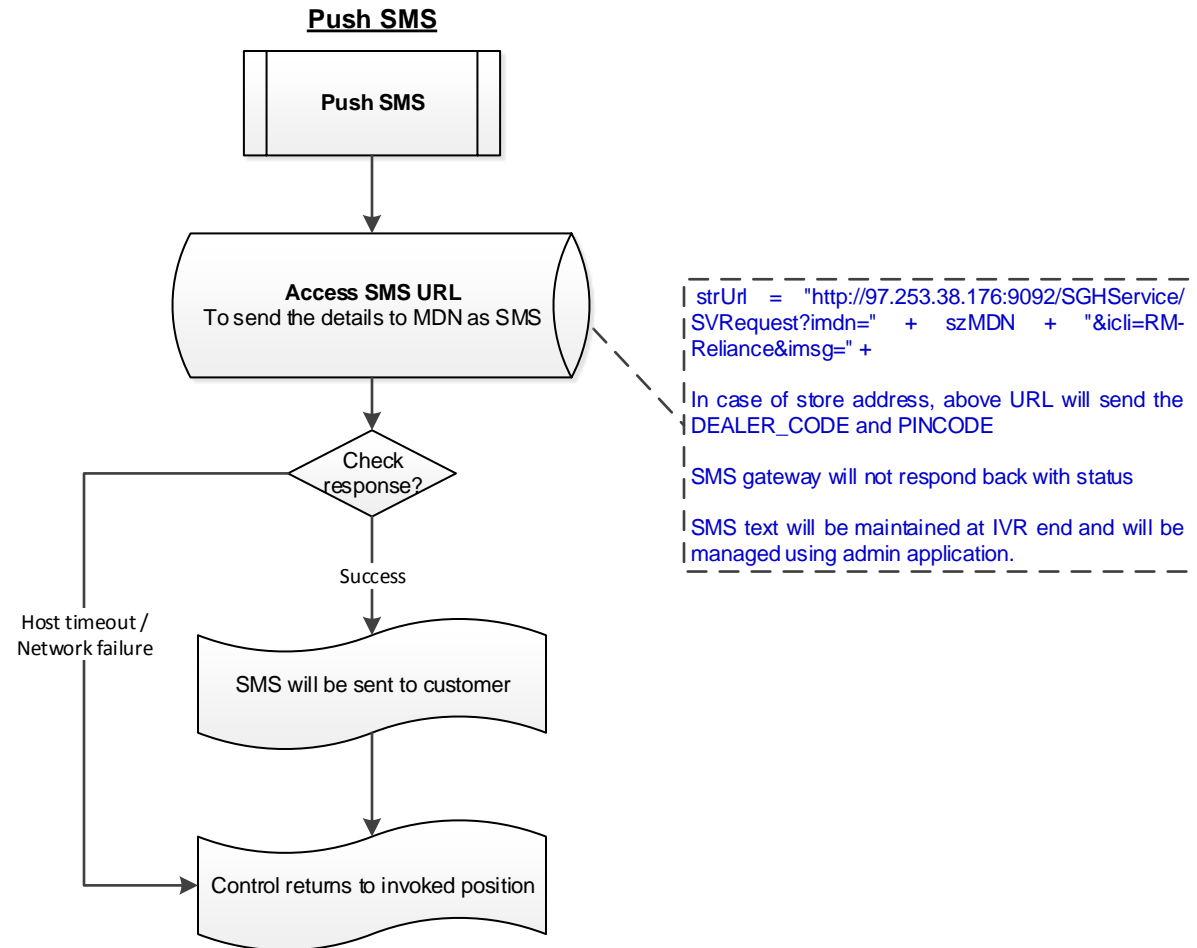 Push SMS
Push SMS
Access SMS URL
To send the details to MDN as SMS
strUrl = "http://97.253.38.176:9092/SGHService/
SVRequest?imdn=" + szMDN + "&icli=RM-
Reliance&imsg=" +
In case of store address, above URL will send the
DEALER_CODE and PINCODE
SMS gateway will not respond back with status
SMS text will be maintained at IVR end and will be
managed using admin application.
Check
response?
Success
Host timeout /
Network failure
SMS will be sent to customer
Control returns to invoked position